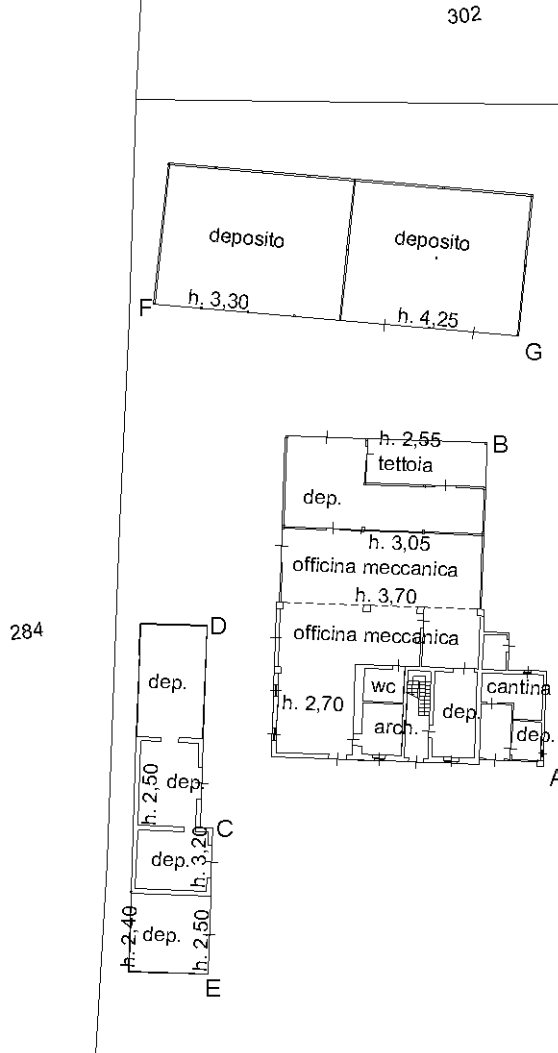 302
deposito
deposito
h. 3,30
h. 4,25
F
G
h. 2,55
B
tettoia
dep.
h. 3,05
officina meccanica
h. 3,70
officina meccanica
284
D
dep.
wc
cantina
h. 2,70
dep.
arch.
dep.
A
dep.
h. 2,50
C
dep.
h. 3,20
dep.
h. 2,40
h. 2,50
E